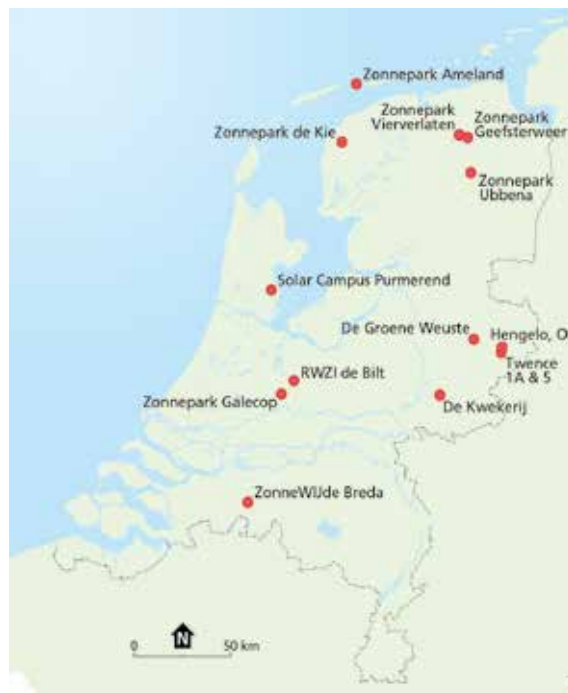 Zonnepark Ameland
Zonnepark
Vierverlaten
Zonnepark
Geefsterweer
Zonnepark de Kie
Zonnepark
Ubbena
Solar Campus Purmerend
De Groene Weuste
Hengelo, O
Twence
1A & 5
RWZI de Bilt
Zonnepark Galecop
De Kwekerij
ZonneWIJde Breda
N
0 50 km